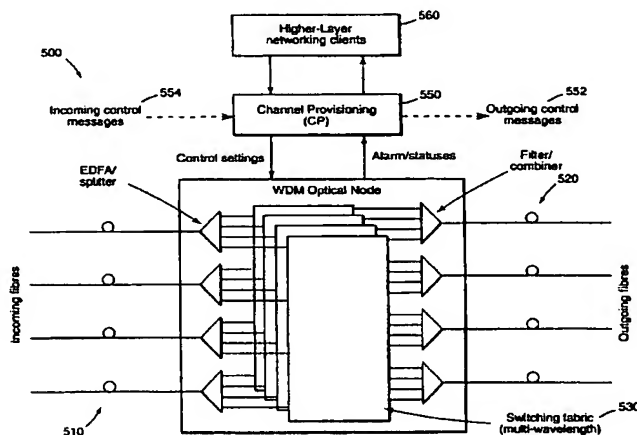 560
Higher-Layer
networking clients
500
554
Incoming control
messages
550
Channel Provisioning
(CP)
552
Outgoing control
messages
Control settings
Alarm/statuses
EDFA/
splitter
Filter/
combiner
WDM Optical Node
520
Incoming fibres
Outgoing fibres
510
530
Switching fabric
(multi-wavelength)